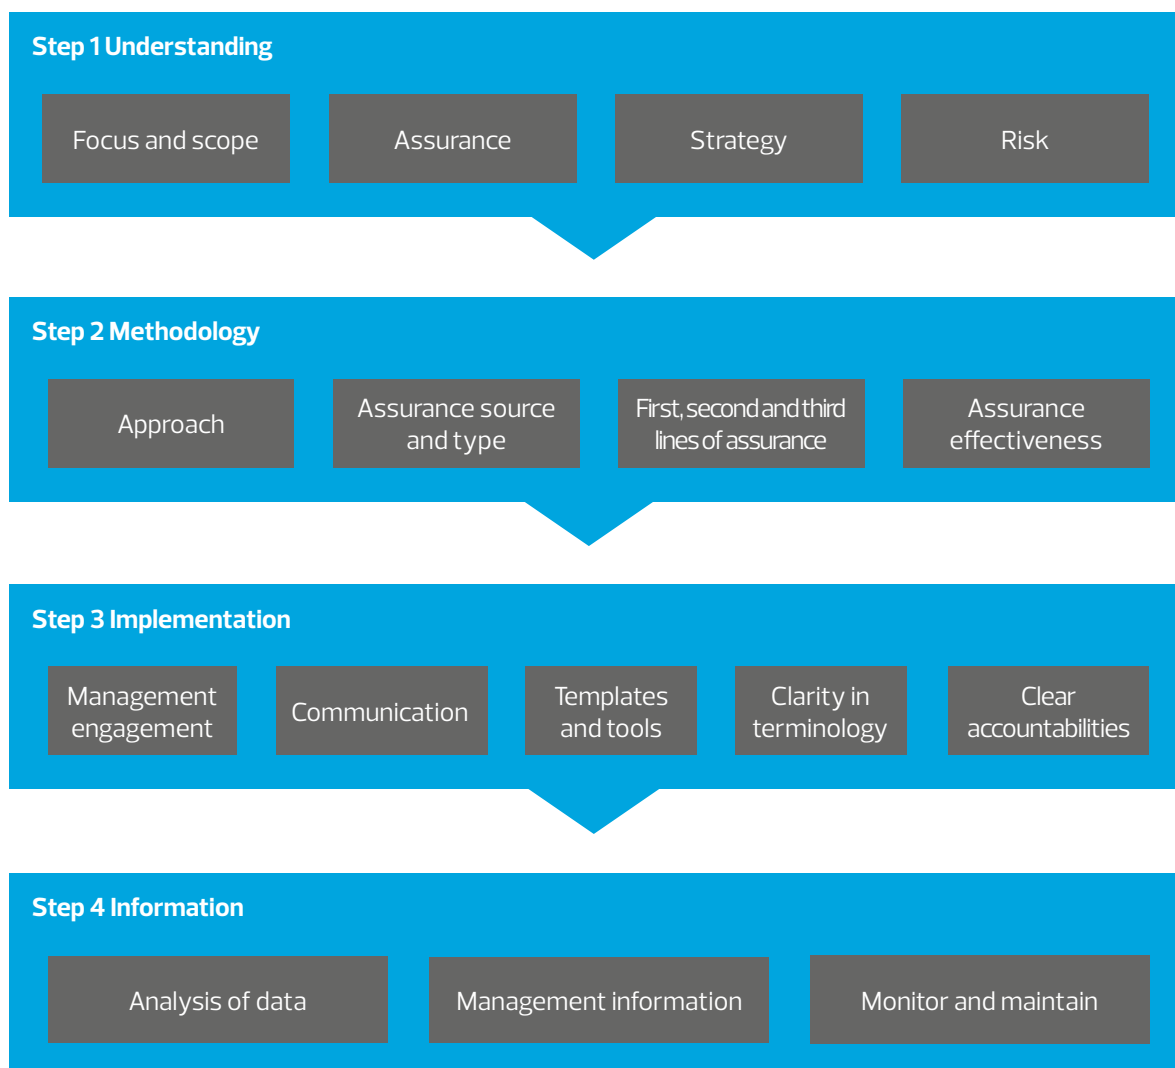 Step 1 Understanding
Focus and scope
Assurance
Strategy
Risk
Step 2 Methodology
Approach
Assurance source
and type
First, second and third
lines of assurance
Assurance
effectiveness
Step 3 Implementation
Management
engagement
Communication
Templates
and tools
Clarity in
terminology
Clear
accountabilities
Step 4 Information
Analysis of data
Management information
Monitor and maintain